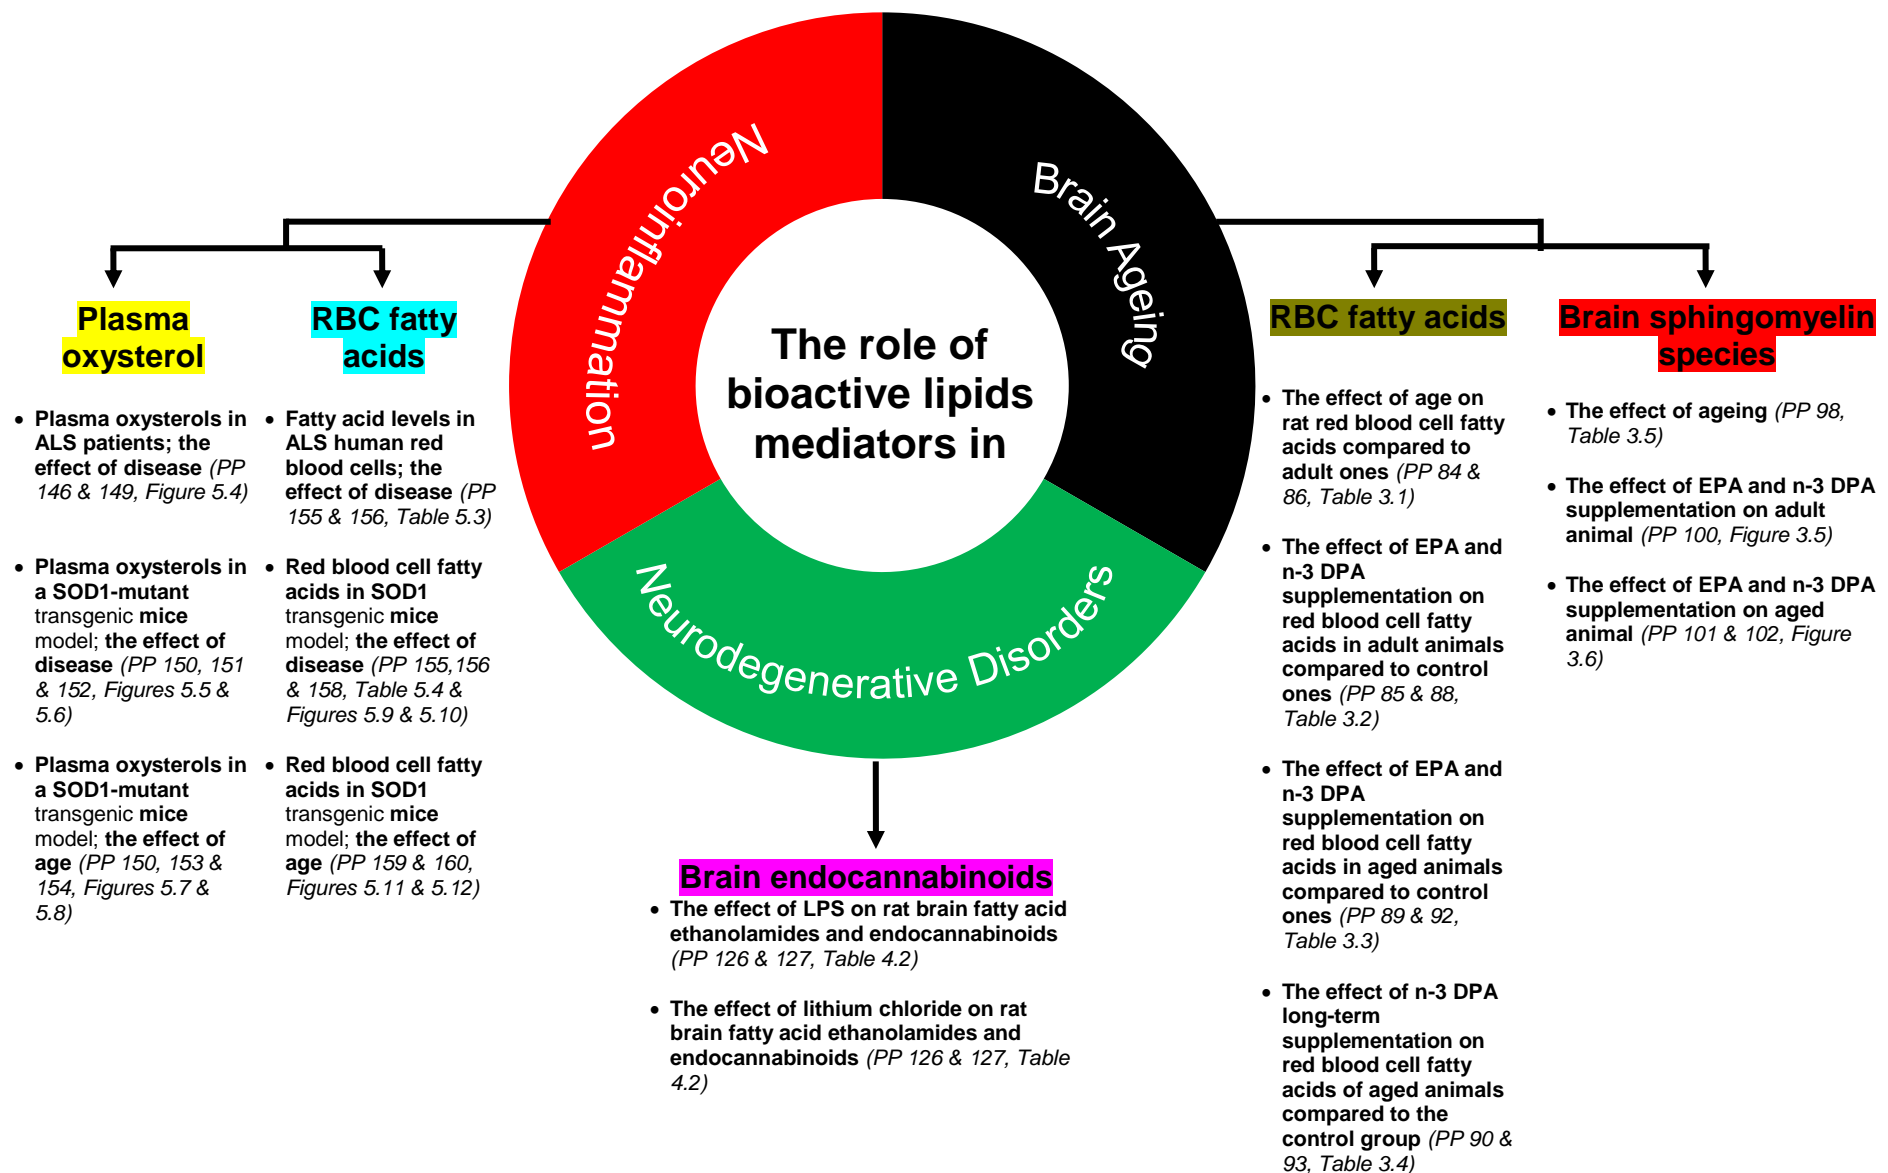 Neuroinflammation
Brain Ageing
Neurodegenerative Disorders
The role of
bioactive lipids
mediators in
Plasma
oxysterol
• Plasma oxysterols in
ALS patients; the
effect of disease (PP
146 & 149, Figure 5.4)
• Plasma oxysterols in
a SOD1-mutant
transgenic mice
model; the effect of
disease (PP 150, 151
& 152, Figures 5.5 &
5.6)
• Plasma oxysterols in
a SOD1-mutant
transgenic mice
model; the effect of
age (PP 150, 153 &
154, Figures 5.7 &
5.8)
RBC fatty
acids
• Fatty acid levels in
ALS human red
blood cells; the
effect of disease (PP
155 & 156, Table 5.3)
• Red blood cell fatty
acids in SOD1
transgenic mice
model; the effect of
disease (PP 155,156
& 158, Table 5.4 &
Figures 5.9 & 5.10)
• Red blood cell fatty
acids in SOD1
transgenic mice
model; the effect of
age (PP 159 & 160,
Figures 5.11 & 5.12)
Brain endocannabinoids
• The effect of LPS on rat brain fatty acid
ethanolamides and endocannabinoids
(PP 126 & 127, Table 4.2)
• The effect of lithium chloride on rat
brain fatty acid ethanolamides and
endocannabinoids (PP 126 & 127, Table
4.2)
RBC fatty acids
• The effect of age on
rat red blood cell fatty
acids compared to
adult ones (PP 84 &
86, Table 3.1)
• The effect of EPA and
n-3 DPA
supplementation on
red blood cell fatty
acids in adult animals
compared to control
ones (PP 85 & 88,
Table 3.2)
• The effect of EPA and
n-3 DPA
supplementation on
red blood cell fatty
acids in aged animals
compared to control
ones (PP 89 & 92,
Table 3.3)
• The effect of n-3 DPA
long-term
supplementation on
red blood cell fatty
acids of aged animals
compared to the
control group (PP 90 &
93, Table 3.4)
Brain sphingomyelin
species
• The effect of ageing (PP 98,
Table 3.5)
• The effect of EPA and n-3 DPA
supplementation on adult
animal (PP 100, Figure 3.5)
• The effect of EPA and n-3 DPA
supplementation on aged
animal (PP 101 & 102, Figure
3.6)